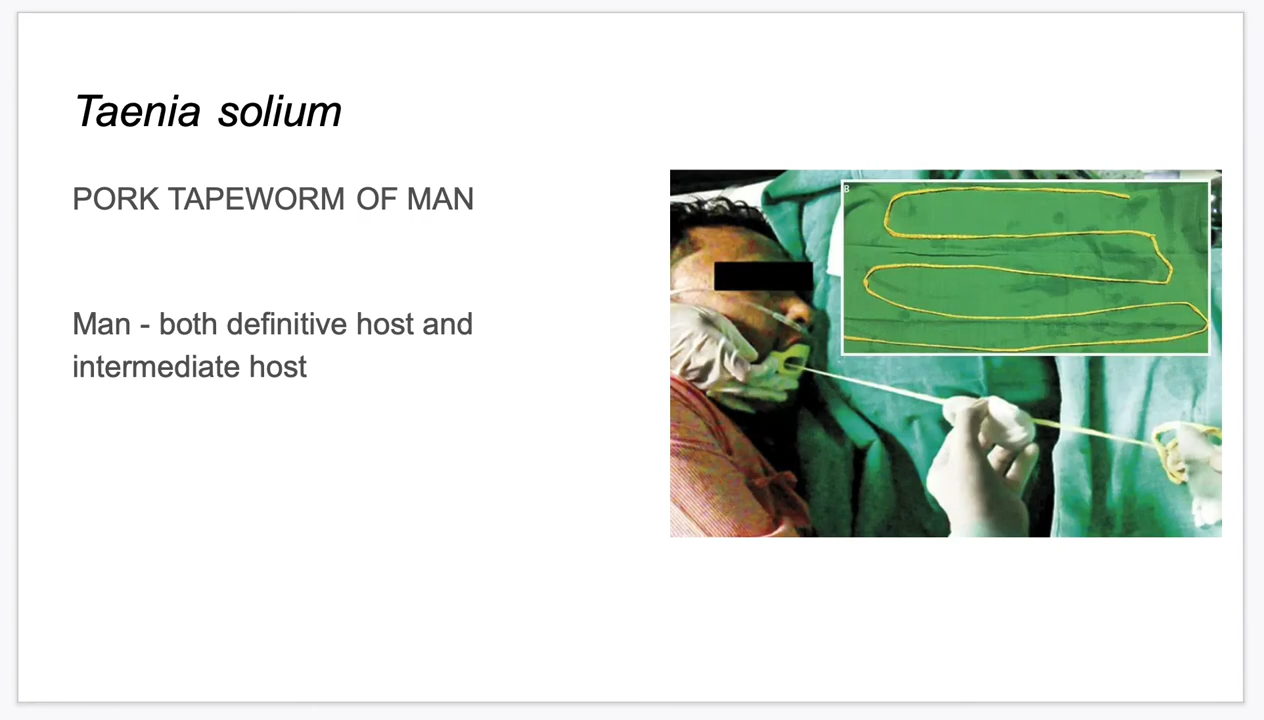 Taenia solium
PORK TAPEWORM OF MAN
Man - both definitive host and
intermediate host
B